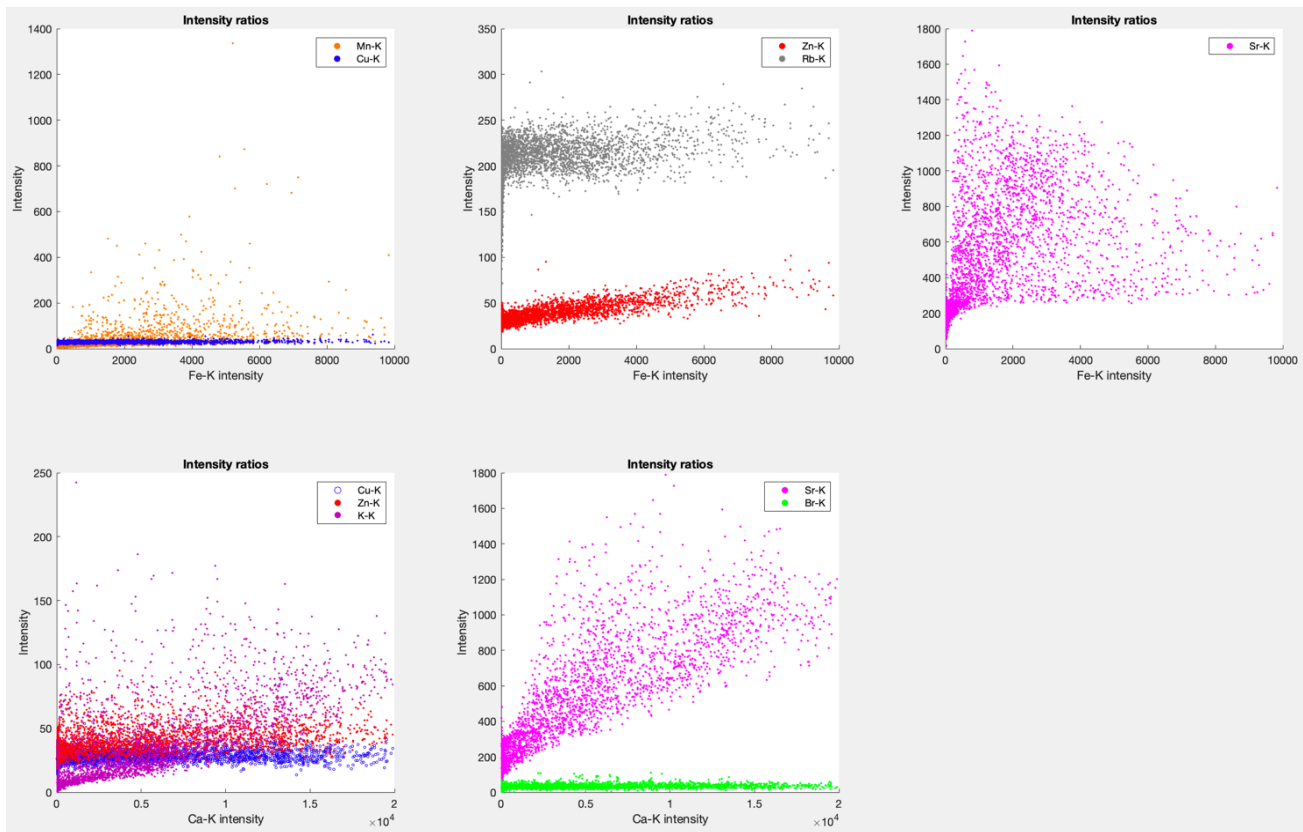 Intensity ratios
1400
1200
1000
800
600
400
200
0
Intensity
Mn-K
Cu-K
0 2000 4000 6000 8000 10000
Fe-K intensity
Intensity ratios
350
300
250
200
150
100
50
0
Intensity
Zn-K
Rb-K
0 2000 4000 6000 8000 10000
Fe-K intensity
Intensity ratios
1800
1600
1400
1200
1000
800
600
400
200
0
Intensity
Sr-K
0 2000 4000 6000 8000 10000
Fe-K intensity
Intensity ratios
250
200
150
100
50
0
Intensity
Cu-K
Zn-K
K-K
0 0.5 1 1.5 2
Ca-K intensity
×10⁴
Intensity ratios
1800
1600
1400
1200
1000
800
600
400
200
0
Intensity
Sr-K
Br-K
0 0.5 1 1.5 2
Ca-K intensity
×10⁴